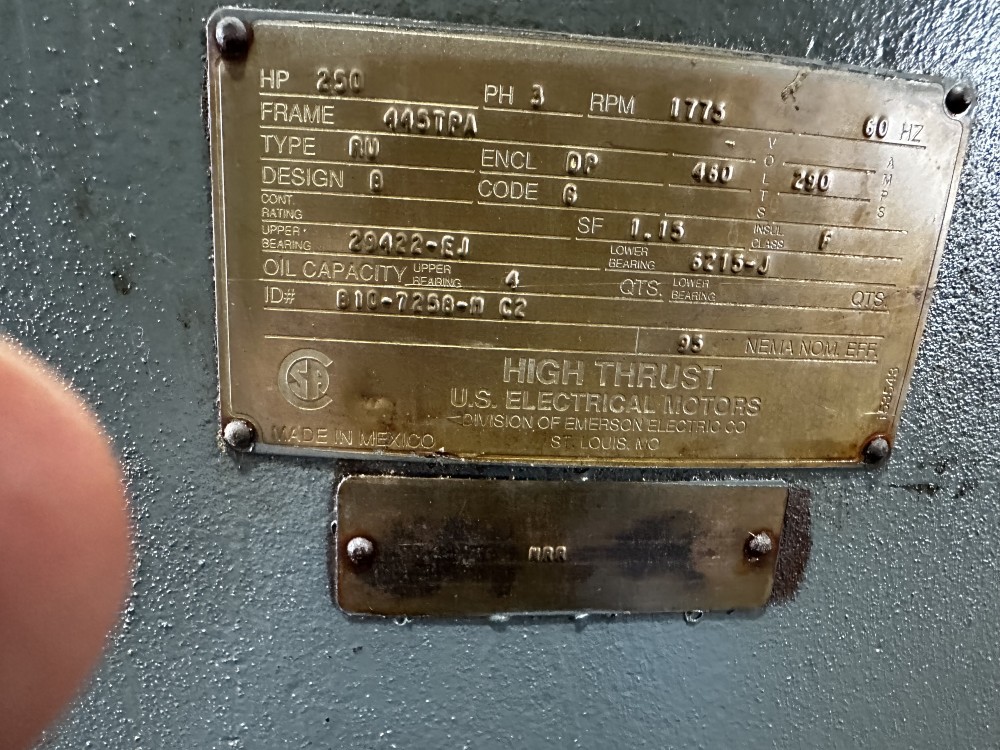 HP 250 PH 3 RPM 1775 60 HZ
FRAME 445TPA - VOLTS AMPS
TYPE RU ENCL DP 460 290
DESIGN B CODE G
CONT. RATING SF 1.15 INSUL CLASS F
UPPER BEARING 29422-EJ LOWER BEARING 6215-J
OIL CAPACITY UPPER BEARING 4 QTS. LOWER BEARING QTS.
ID# B10-7258-M C2
95 NEMA NOM. EFF.
HIGH THRUST
U.S. ELECTRICAL MOTORS
DIVISION OF EMERSON ELECTRIC CO
MADE IN MEXICO ST. LOUIS, MO
MRR